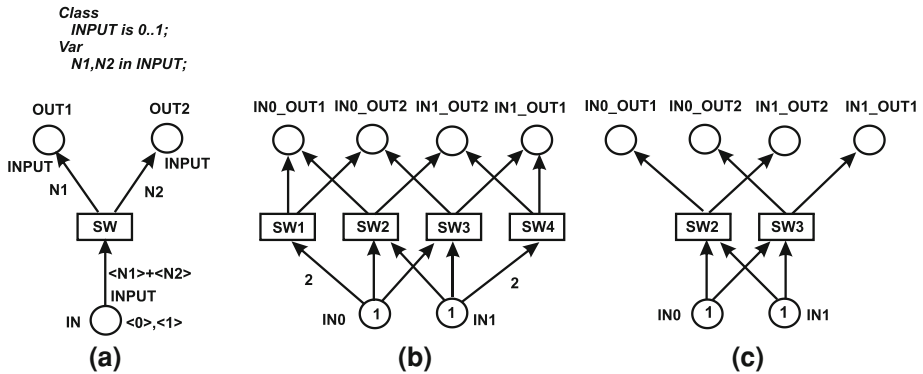 Class
INPUT is 0..1;
Var
N1,N2 in INPUT;
OUT1
OUT2
INPUT
INPUT
N1
N2
SW
<N1>+<N2>
INPUT
IN
<0>,<1>
(a)
IN0_OUT1
IN0_OUT2
IN1_OUT2
IN1_OUT1
SW1
SW2
SW3
SW4
2
2
IN0
1
1
IN1
(b)
IN0_OUT1
IN0_OUT2
IN1_OUT2
IN1_OUT1
SW2
SW3
IN0
1
1
IN1
(c)